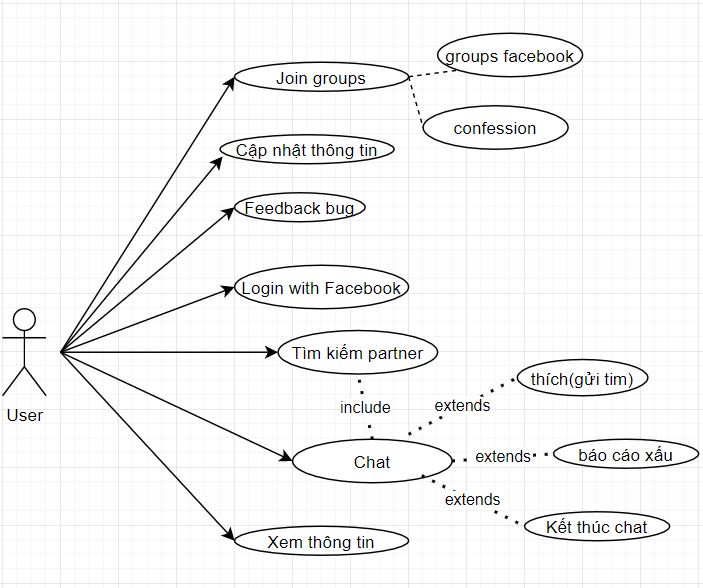 groups facebook
Join groups
confession
Cập nhật thông tin
Feedback bug
Login with Facebook
Tìm kiếm partner
thích(gửi tim)
include
extends
User
Chat
extends
báo cáo xấu
extends
Kết thúc chat
Xem thông tin